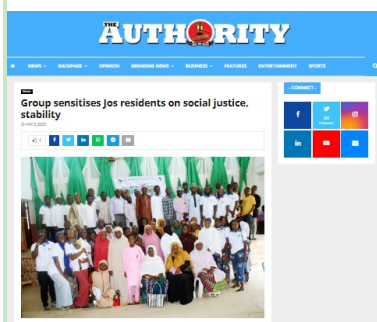 THE
AUTHORITY
NEWS
BACKPAGE
OPINION
BREAKING NEWS
BUSINESS
FEATURES
ENTERTAINMENT
SPORTS
- CONNECT -
News
Group sensitises Jos residents on social justice,
stability